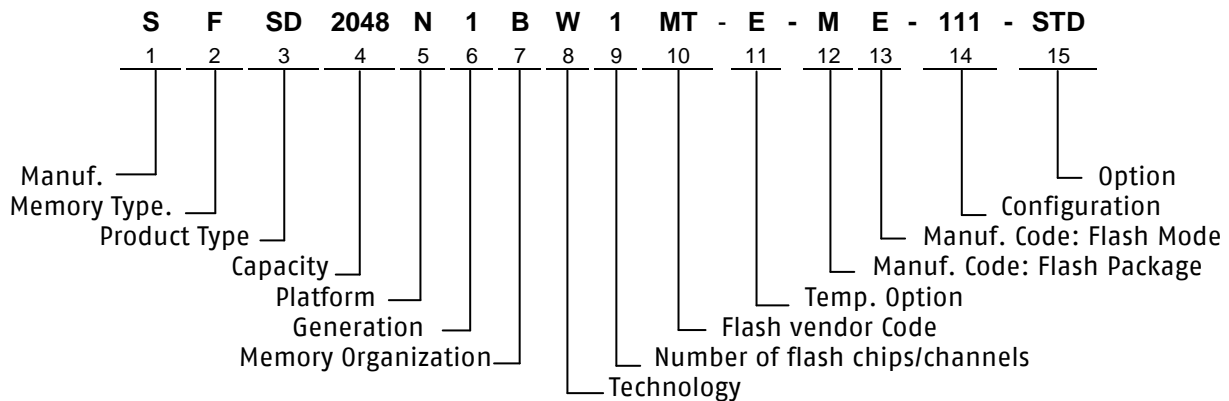 S F SD 2048 N 1 B W 1 MT - E - M E - 111 - STD
1 2 3 4 5 6 7 8 9 10 11 12 13 14 15
Manuf. Option
Memory Type. Configuration
Product Type Manuf. Code: Flash Mode
Capacity Manuf. Code: Flash Package
Platform Temp. Option
Generation Flash vendor Code
Memory Organization Number of flash chips/channels
Technology